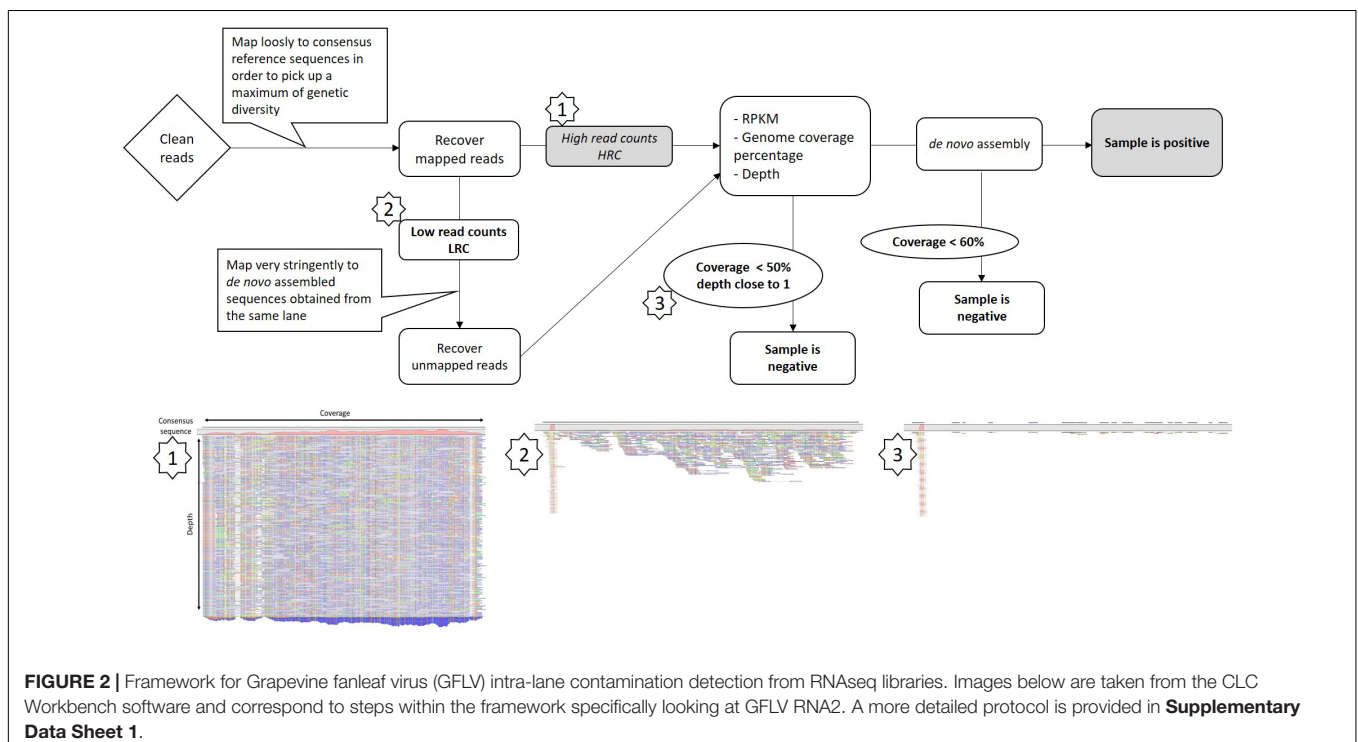 Map loosly to consensus
reference sequences in
order to pick up a
maximum of genetic
diversity
Clean
reads
Recover
mapped reads
1
High read counts
HRC
- RPKM
- Genome coverage
percentage
- Depth
de novo assembly
Sample is positive
2
Low read counts
LRC
Map very stringently to
de novo assembled
sequences obtained from
the same lane
Recover
unmapped reads
Coverage < 50%
depth close to 1
3
Sample is
negative
Coverage < 60%
Sample is
negative
Coverage
Consensus
sequence
1
Depth
2
3
FIGURE 2 | Framework for Grapevine fanleaf virus (GFLV) intra-lane contamination detection from RNAseq libraries. Images below are taken from the CLC
Workbench software and correspond to steps within the framework specifically looking at GFLV RNA2. A more detailed protocol is provided in Supplementary
Data Sheet 1.